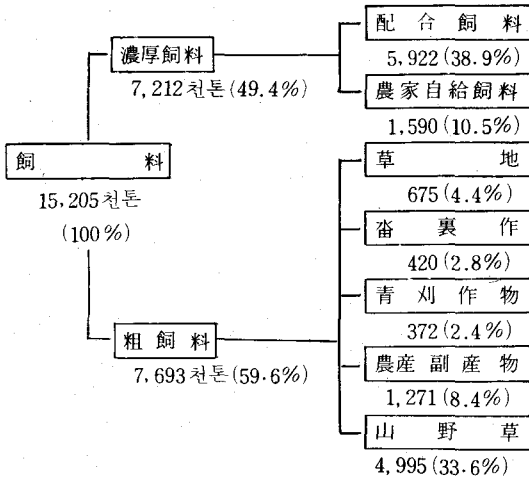 配合飼料
5,922(38.9%)
濃厚飼料
7,212천톤(49.4%)
農家自給飼料
1,590(10.5%)
飼料
15,205천톤
(100%)
草地
675(4.4%)
畓裏作
420(2.8%)
青刈作物
372(2.4%)
粗飼料
7,693천톤(59.6%)
農産副産物
1,271(8.4%)
山野草
4,995(33.6%)